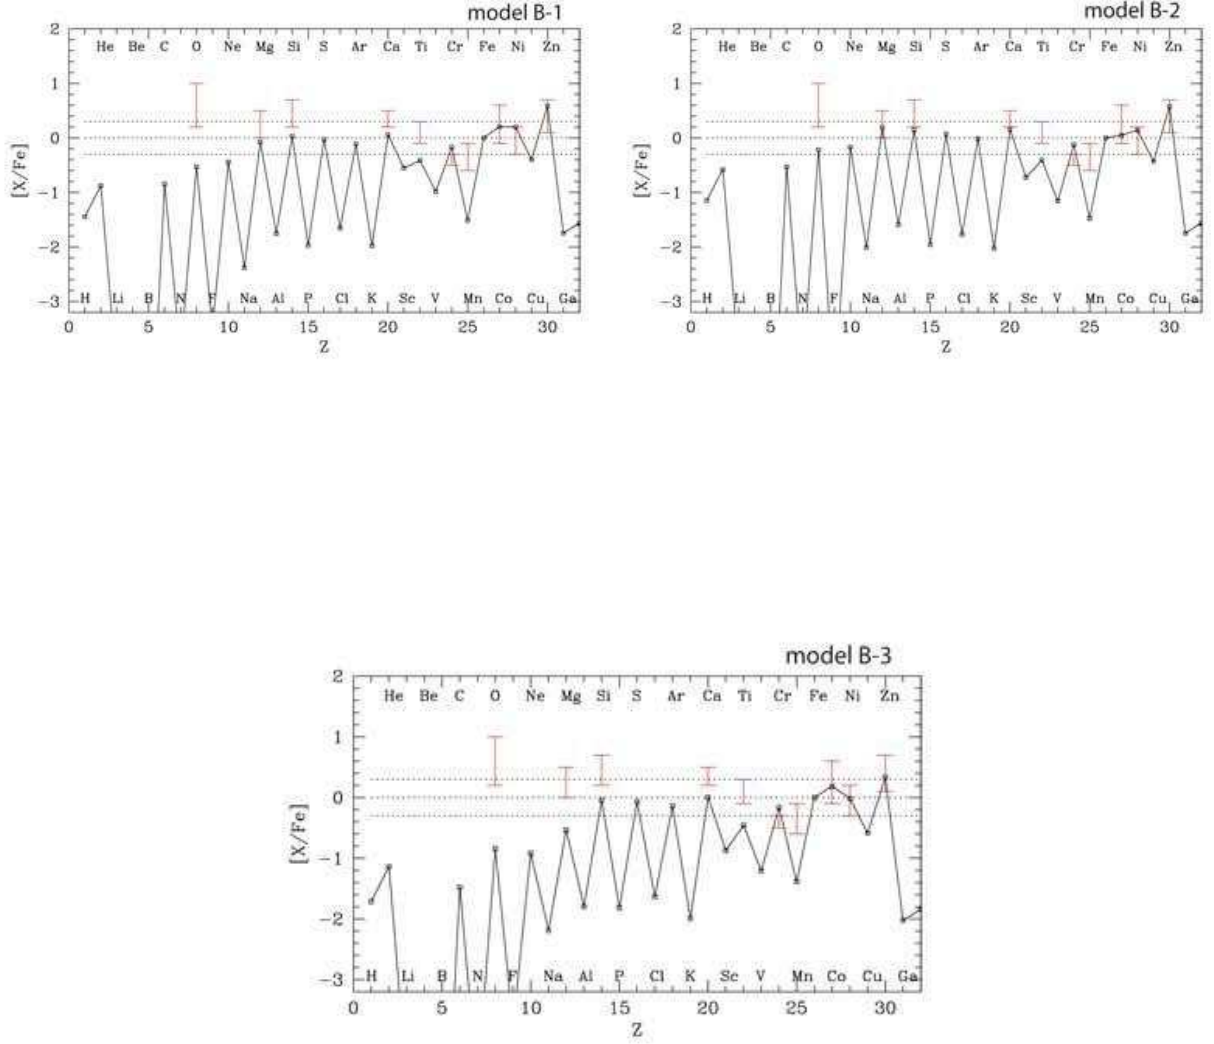 model B-1
2
He Be C O Ne Mg Si S Ar Ca Ti Cr Fe Ni Zn
1
0
[X/Fe]
−1
−2
−3
H Li B N F Na Al P Cl K Sc V Mn Co Cu Ga
0 5 10 15 20 25 30
Z
model B-2
2
He Be C O Ne Mg Si S Ar Ca Ti Cr Fe Ni Zn
1
0
[X/Fe]
−1
−2
−3
H Li B N F Na Al P Cl K Sc V Mn Co Cu Ga
0 5 10 15 20 25 30
Z
model B-3
2
He Be C O Ne Mg Si S Ar Ca Ti Cr Fe Ni Zn
1
0
[X/Fe]
−1
−2
−3
H Li B N F Na Al P Cl K Sc V Mn Co Cu Ga
0 5 10 15 20 25 30
Z